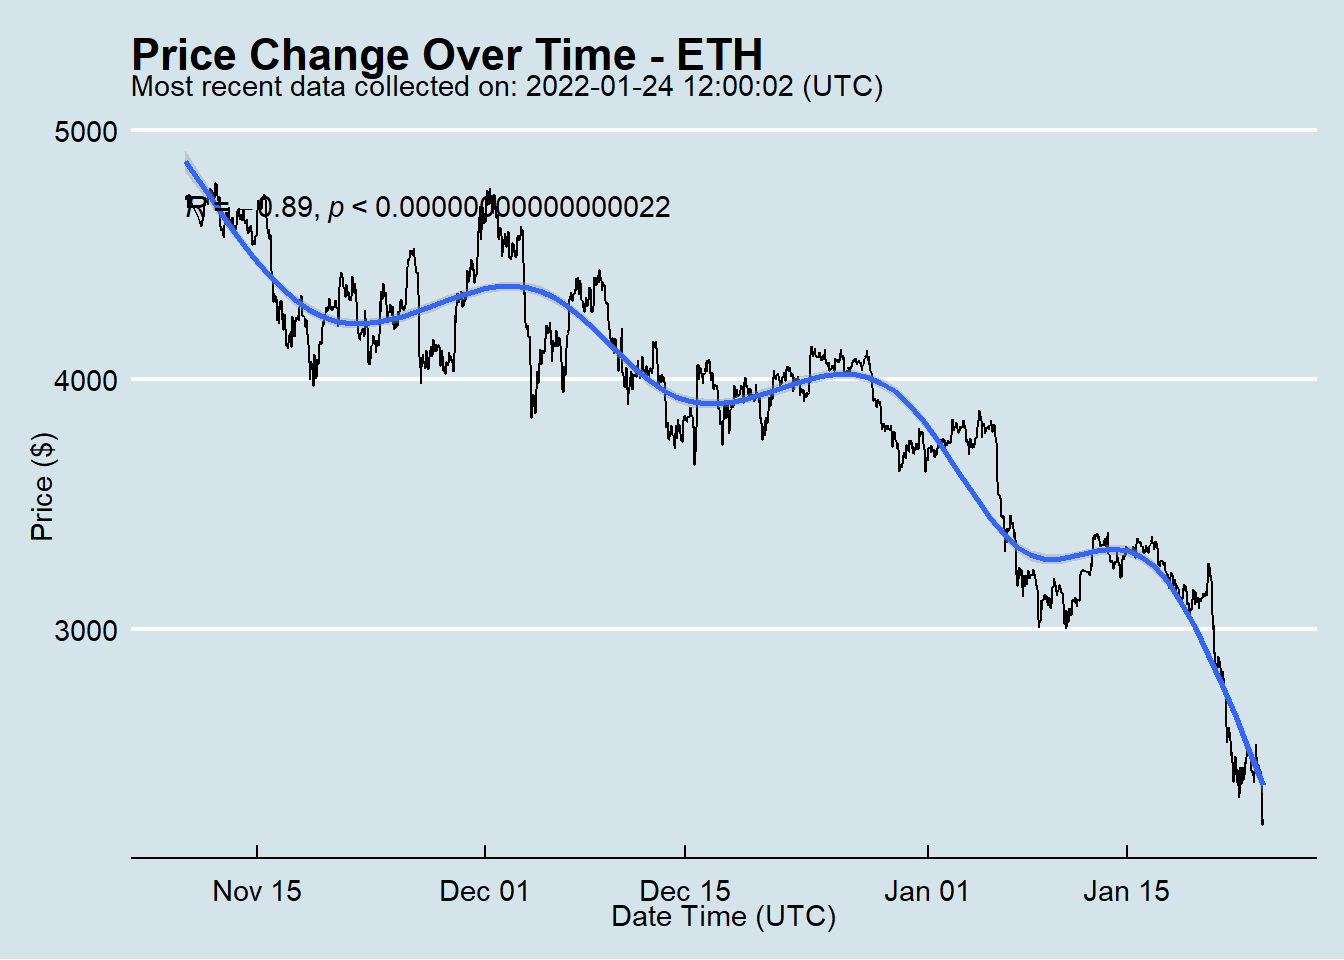 Price Change Over Time - ETH
Most recent data collected on: 2022-01-24 12:00:02 (UTC)
5000
R = −0.89, p < 0.00000000000000022
4000
3000
Price ($)
Nov 15
Dec 01
Dec 15
Jan 01
Jan 15
Date Time (UTC)